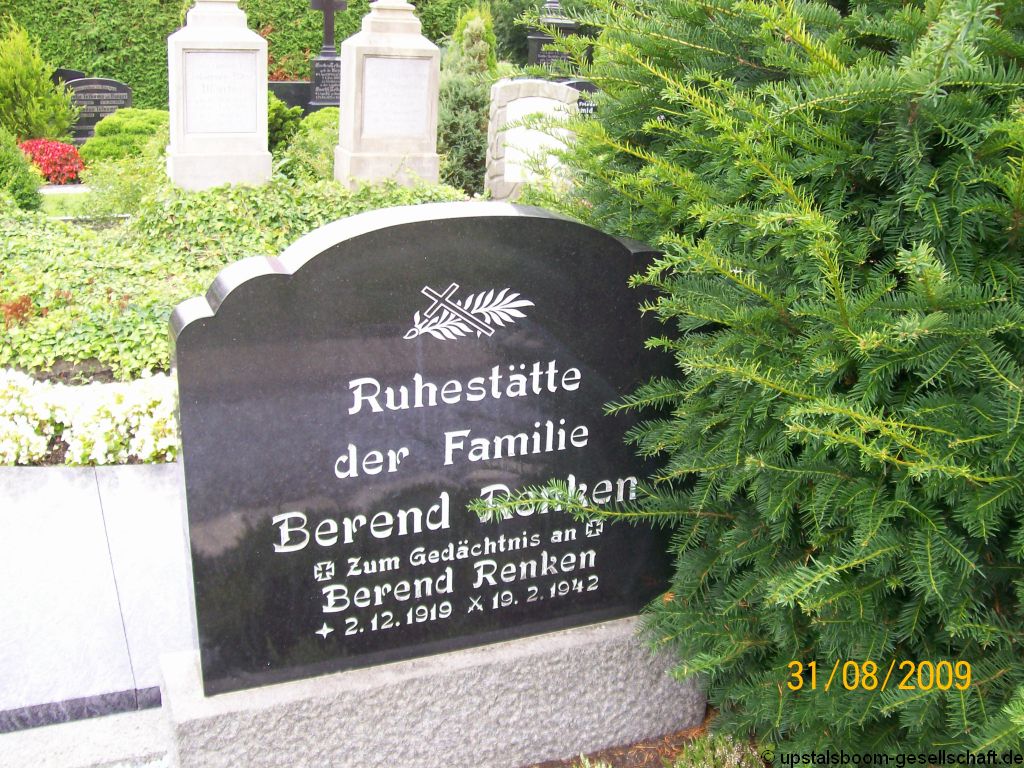 Ruhestätte
der Familie
Berend Renken
Zum Gedächtnis an
Berend Renken
2.12.1919 19.2.1942
31/08/2009
© upstalsboom-gesellschaft.de